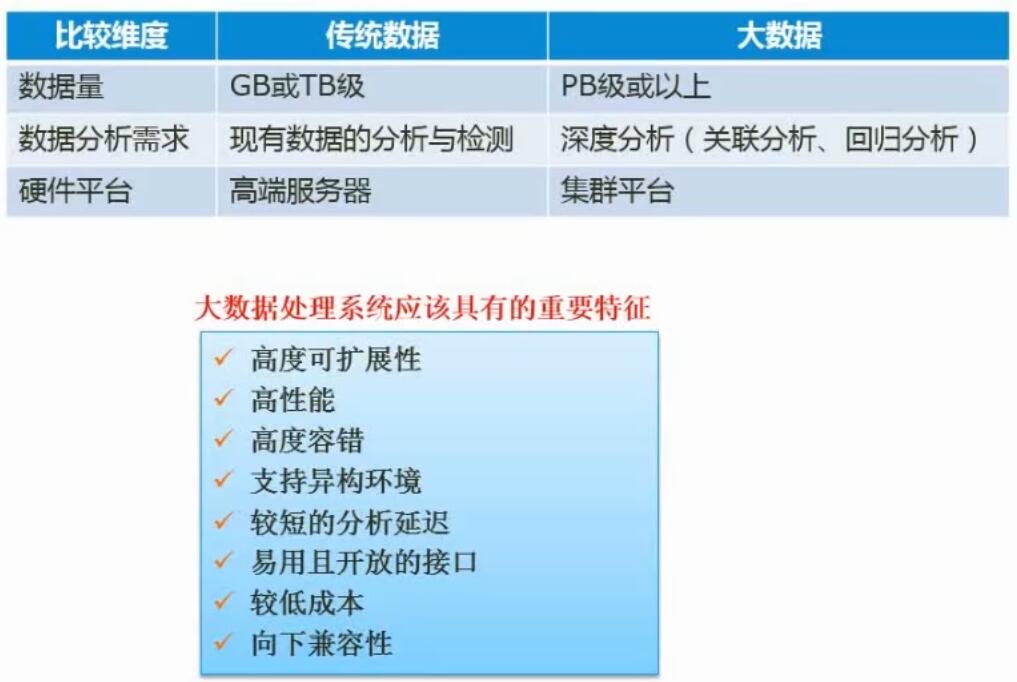 比较维度 传统数据 大数据
数据量 GB或TB级 PB级或以上
数据分析需求 现有数据的分析与检测 深度分析（关联分析、回归分析）
硬件平台 高端服务器 集群平台
大数据处理系统应该具有的重要特征
✓ 高度可扩展性
✓ 高性能
✓ 高度容错
✓ 支持异构环境
✓ 较短的分析延迟
✓ 易用且开放的接口
✓ 较低成本
✓ 向下兼容性